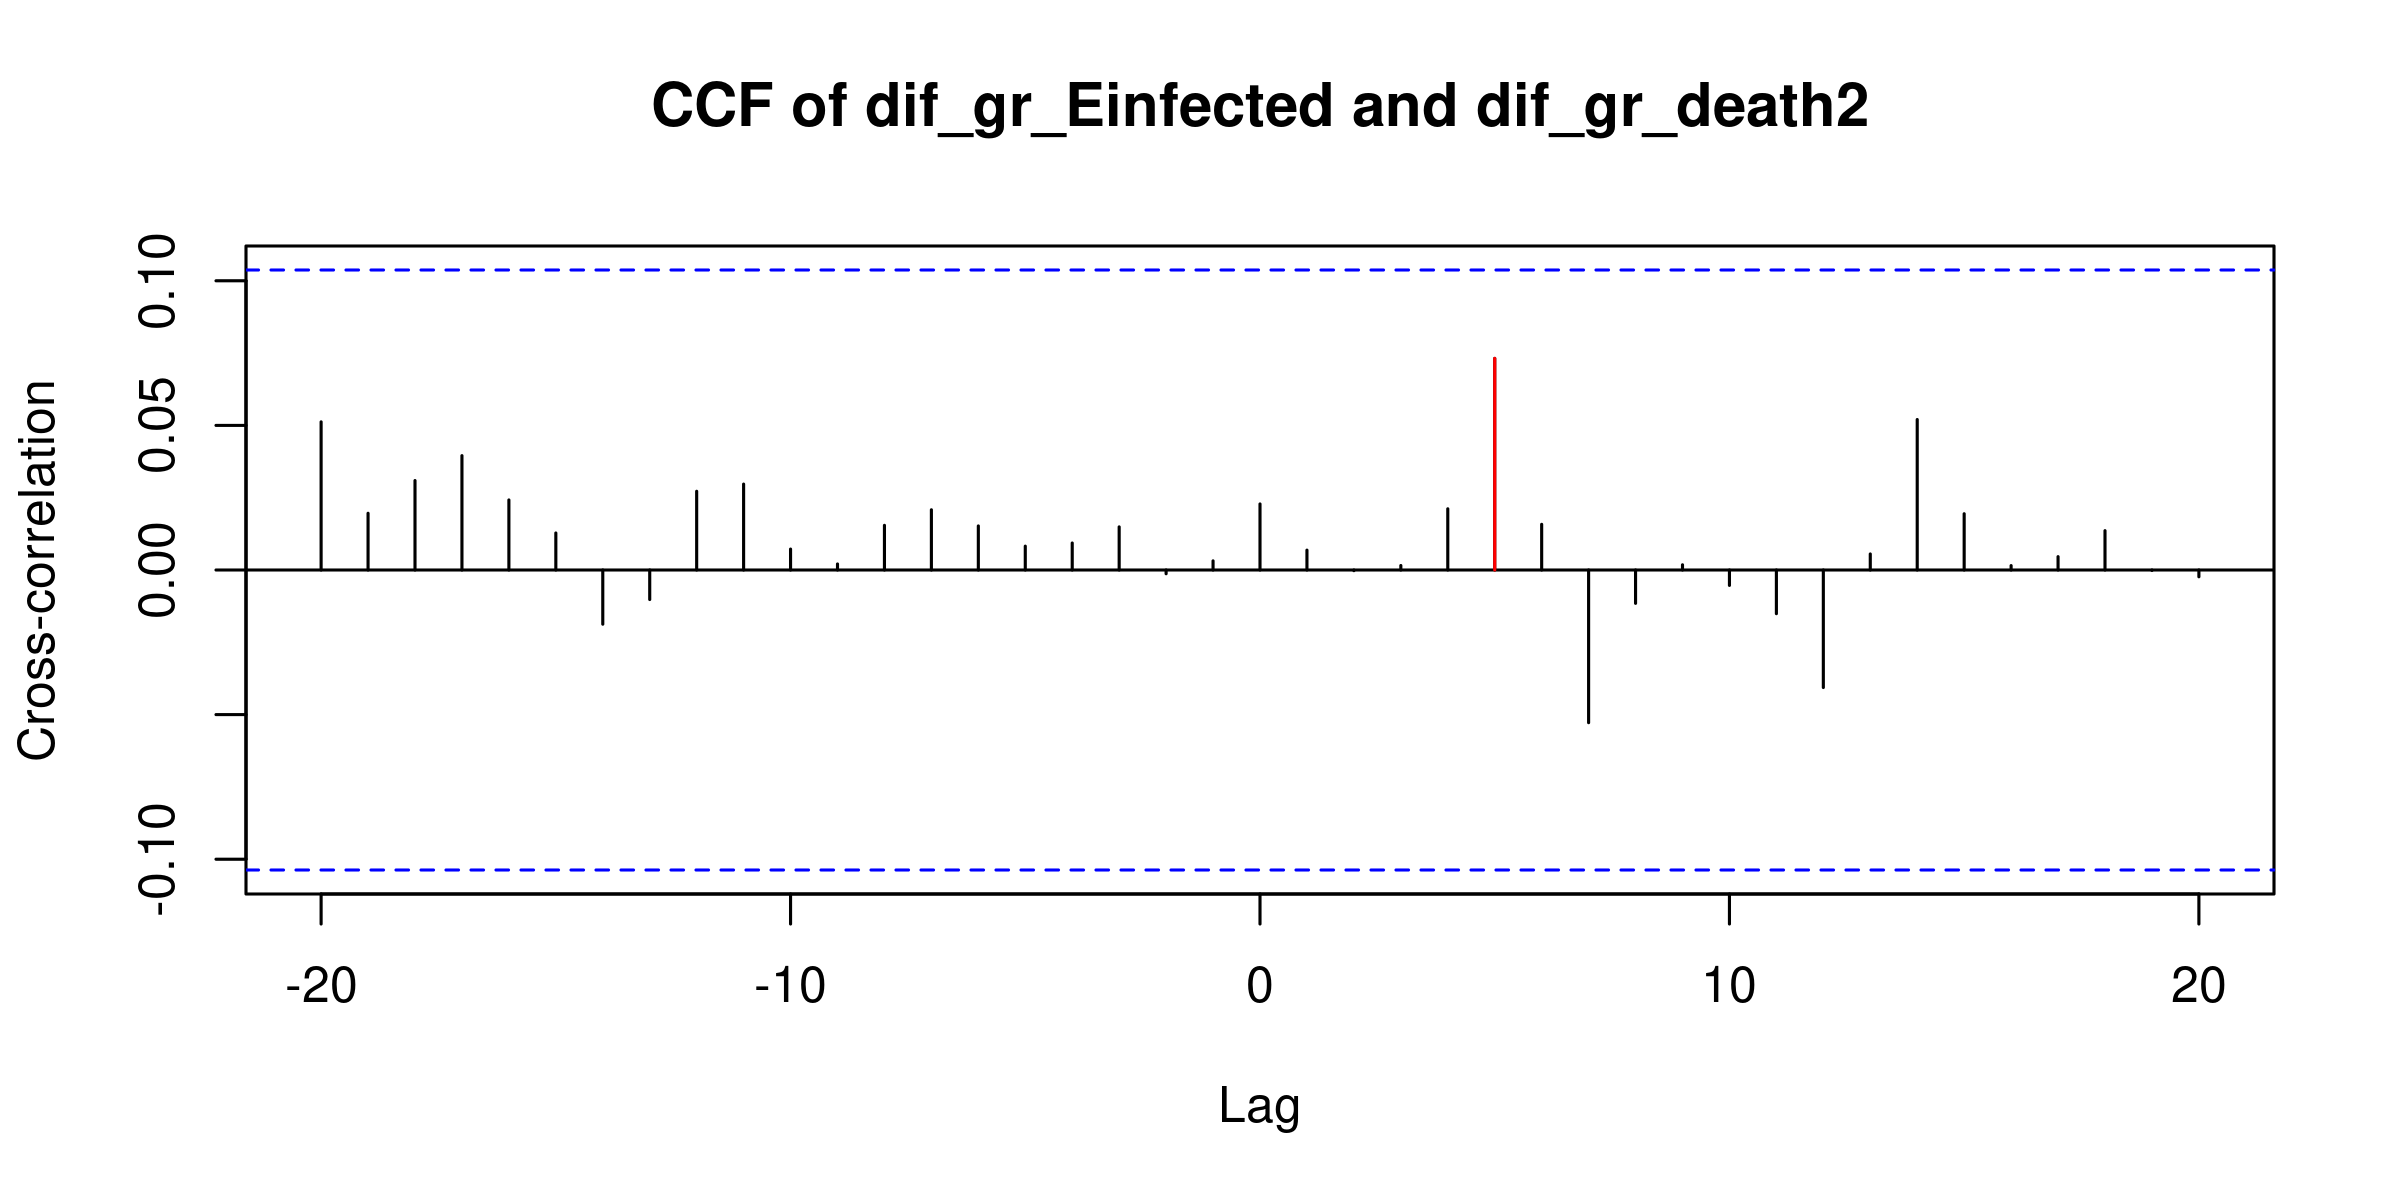 CCF of dif_gr_Einfected and dif_gr_death2
Cross-correlation
0.10
0.05
0.00
-0.10
-20 -10 0 10 20
Lag